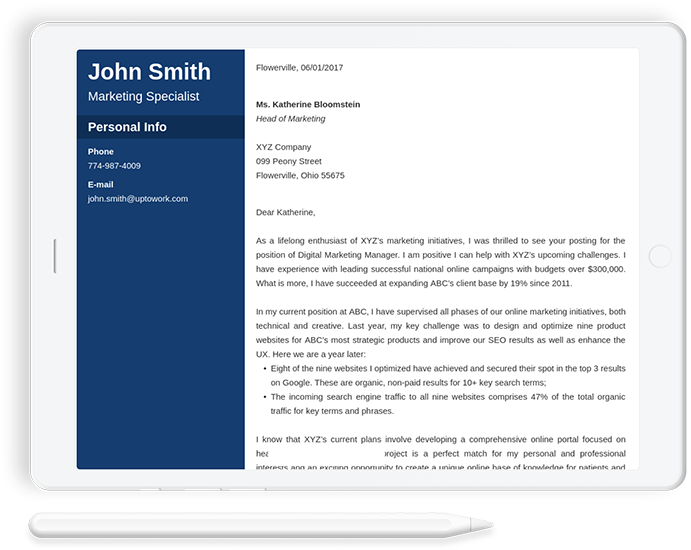 John Smith
Marketing Specialist
Personal Info
Phone
774-987-4009
E-mail
john.smith@uptowork.com
Flowerville, 06/01/2017
Ms. Katherine Bloomstein
Head of Marketing
XYZ Company
099 Peony Street
Flowerville, Ohio 55675
Dear Katherine,
As a lifelong enthusiast of XYZ's marketing initiatives, I was thrilled to see your posting for the
position of Digital Marketing Manager. I am positive I can help with XYZ's upcoming challenges. I
have experience with leading successful national online campaigns with budgets over $300,000.
What is more, I have succeeded at expanding ABC's client base by 19% since 2011.
In my current position at ABC, I have supervised all phases of our online marketing initiatives, both
technical and creative. Last year, my key challenge was to design and optimize nine product
websites for ABC's most strategic products and improve our SEO results as well as enhance the
UX. Here we are a year later:
• Eight of the nine websites I optimized have achieved and secured their spot in the top 3 results
on Google. These are organic, non-paid results for 10+ key search terms;
• The incoming search engine traffic to all nine websites comprises 47% of the total organic
traffic for key terms and phrases.
I know that XYZ's current plans involve developing a comprehensive online portal focused on
is a perfect match for my personal and professional
interests and an exciting opportunity to create a unique online base of knowledge for patients and